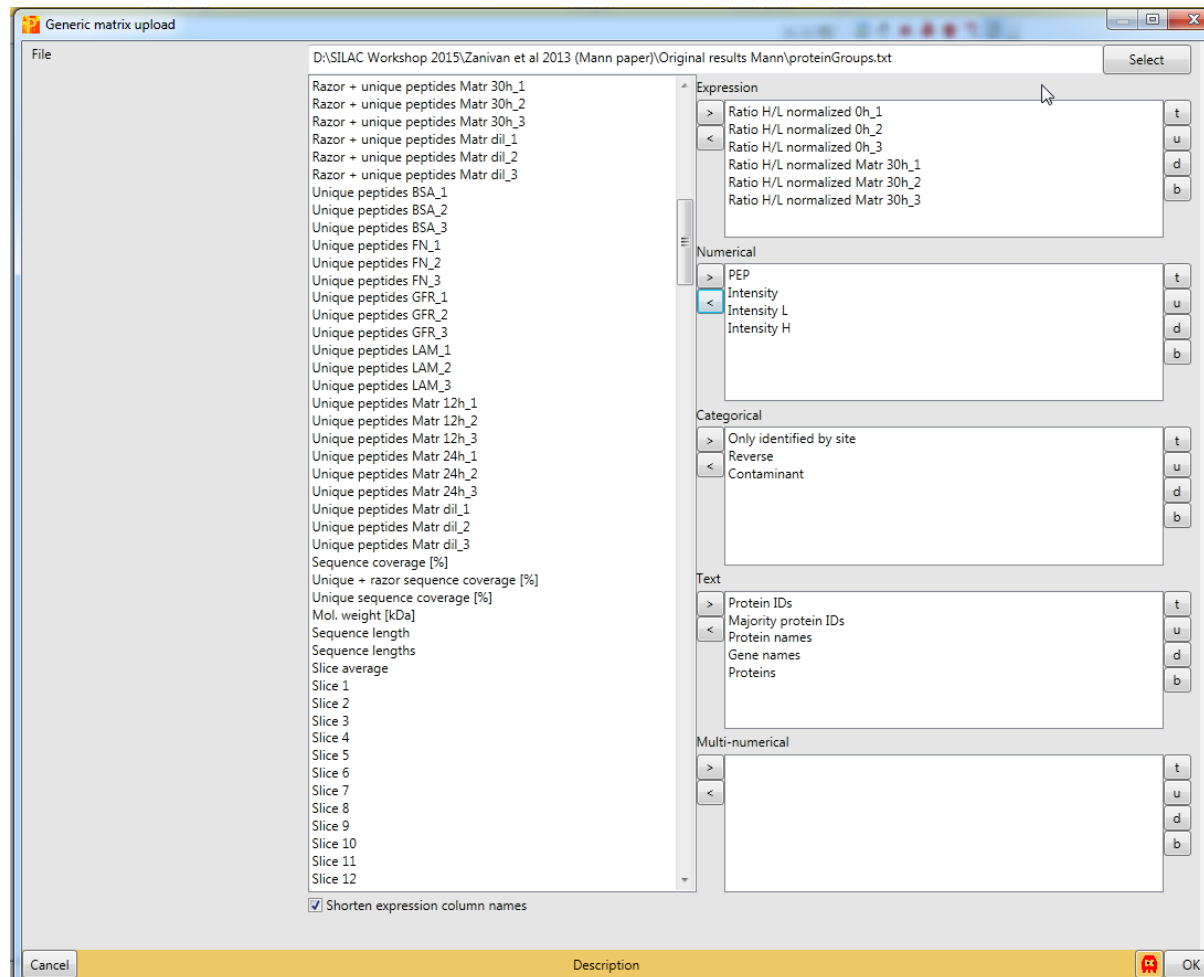 Generic matrix upload
File
D:\SILAC Workshop 2015\Zanivan et al 2013 (Mann paper)\Original results Mann\proteinGroups.txt
Select
Razor + unique peptides Matr 30h_1
Razor + unique peptides Matr 30h_2
Razor + unique peptides Matr 30h_3
Razor + unique peptides Matr dil_1
Razor + unique peptides Matr dil_2
Razor + unique peptides Matr dil_3
Unique peptides BSA_1
Unique peptides BSA_2
Unique peptides BSA_3
Unique peptides FN_1
Unique peptides FN_2
Unique peptides FN_3
Unique peptides GFR_1
Unique peptides GFR_2
Unique peptides GFR_3
Unique peptides LAM_1
Unique peptides LAM_2
Unique peptides LAM_3
Unique peptides Matr 12h_1
Unique peptides Matr 12h_2
Unique peptides Matr 12h_3
Unique peptides Matr 24h_1
Unique peptides Matr 24h_2
Unique peptides Matr 24h_3
Unique peptides Matr dil_1
Unique peptides Matr dil_2
Unique peptides Matr dil_3
Sequence coverage [%]
Unique + razor sequence coverage [%]
Unique sequence coverage [%]
Mol. weight [kDa]
Sequence length
Sequence lengths
Slice average
Slice 1
Slice 2
Slice 3
Slice 4
Slice 5
Slice 6
Slice 7
Slice 8
Slice 9
Slice 10
Slice 11
Slice 12
Shorten expression column names
Expression
>
<
Ratio H/L normalized 0h_1
Ratio H/L normalized 0h_2
Ratio H/L normalized 0h_3
Ratio H/L normalized Matr 30h_1
Ratio H/L normalized Matr 30h_2
Ratio H/L normalized Matr 30h_3
t
u
d
b
Numerical
>
<
PEP
Intensity
Intensity L
Intensity H
t
u
d
b
Categorical
>
<
Only identified by site
Reverse
Contaminant
t
u
d
b
Text
>
<
Protein IDs
Majority protein IDs
Protein names
Gene names
Proteins
t
u
d
b
Multi-numerical
>
<
t
u
d
b
Cancel
Description
OK